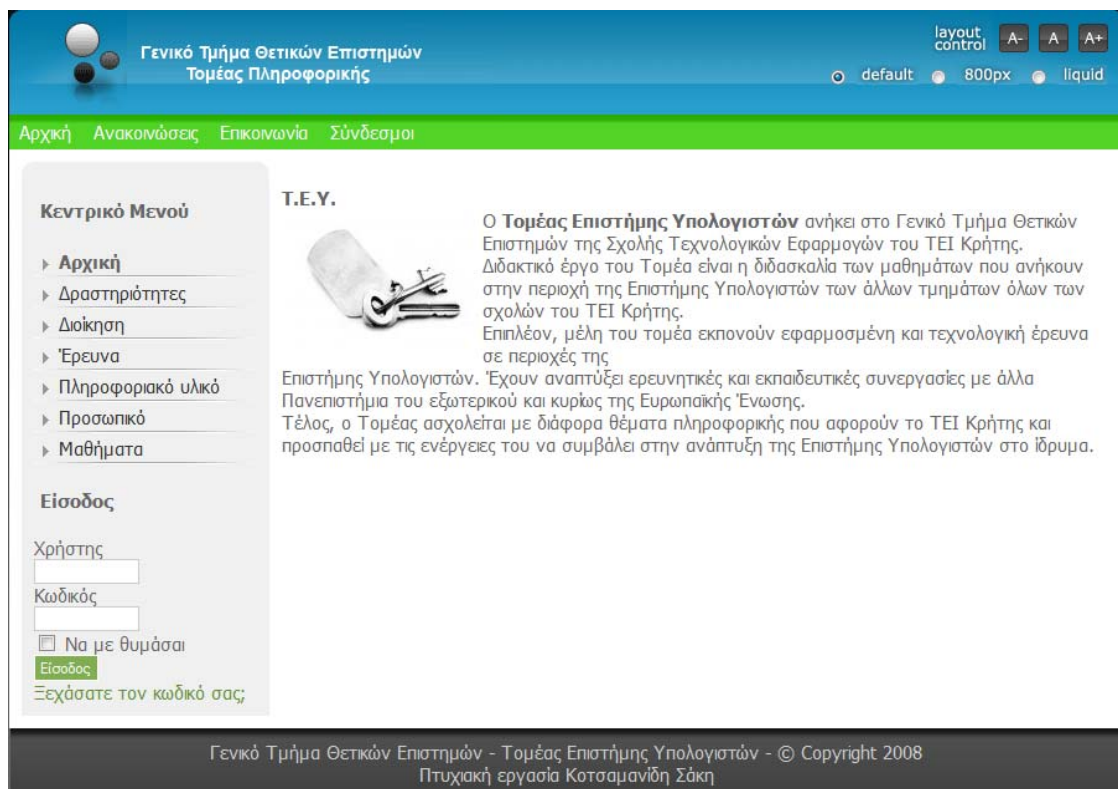 Γενικό Τμήμα Θετικών Επιστημών
Τομέας Πληροφορικής
layout
control
A-
A
A+
default
800px
liquid
Αρχική Ανακοινώσεις Επικοινωνία Σύνδεσμοι
Κεντρικό Μενού
Αρχική
Δραστηριότητες
Διοίκηση
Έρευνα
Πληροφοριακό υλικό
Προσωπικό
Μαθήματα
Είσοδος
Χρήστης
Κωδικός
Να με θυμάσαι
Είσοδος
Ξεχάσατε τον κωδικό σας;
Τ.Ε.Υ.
Ο Τομέας Επιστήμης Υπολογιστών ανήκει στο Γενικό Τμήμα Θετικών
Επιστημών της Σχολής Τεχνολογικών Εφαρμογών του ΤΕΙ Κρήτης.
Διδακτικό έργο του Τομέα είναι η διδασκαλία των μαθημάτων που ανήκουν
στην περιοχή της Επιστήμης Υπολογιστών των άλλων τμημάτων όλων των
σχολών του ΤΕΙ Κρήτης.
Επιπλέον, μέλη του τομέα εκπονούν εφαρμοσμένη και τεχνολογική έρευνα
σε περιοχές της
Επιστήμης Υπολογιστών. Έχουν αναπτύξει ερευνητικές και εκπαιδευτικές συνεργασίες με άλλα
Πανεπιστήμια του εξωτερικού και κυρίως της Ευρωπαϊκής Ένωσης.
Τέλος, ο Τομέας ασχολείται με διάφορα θέματα πληροφορικής που αφορούν το ΤΕΙ Κρήτης και
προσπαθεί με τις ενέργειες του να συμβάλει στην ανάπτυξη της Επιστήμης Υπολογιστών στο ίδρυμα.
Γενικό Τμήμα Θετικών Επιστημών - Τομέας Επιστήμης Υπολογιστών - © Copyright 2008
Πτυχιακή εργασία Κοτσαμανίδη Σάκη